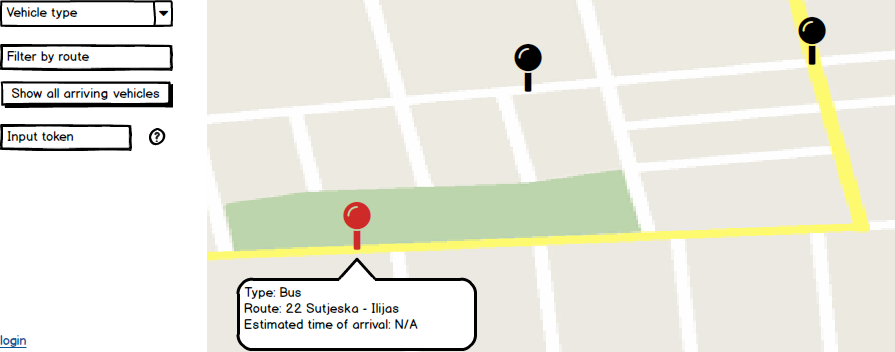 Vehicle type
Filter by route
Show all arriving vehicles
Input token
?
Type: Bus
Route: 22 Sutjeska - Ilijas
Estimated time of arrival: N/A
login